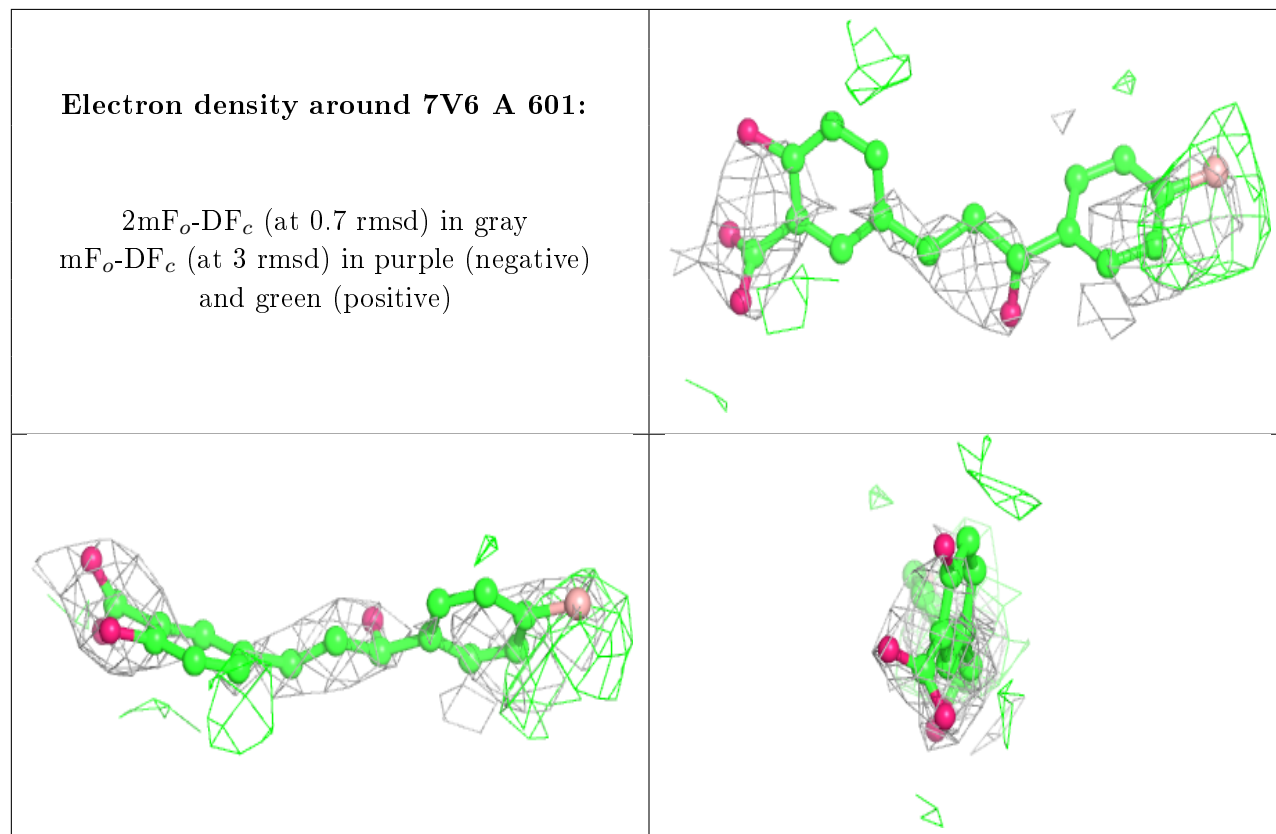 Electron density around 7V6 A 601:
2mFₒ-DF𝒸 (at 0.7 rmsd) in gray
mFₒ-DF𝒸 (at 3 rmsd) in purple (negative)
and green (positive)